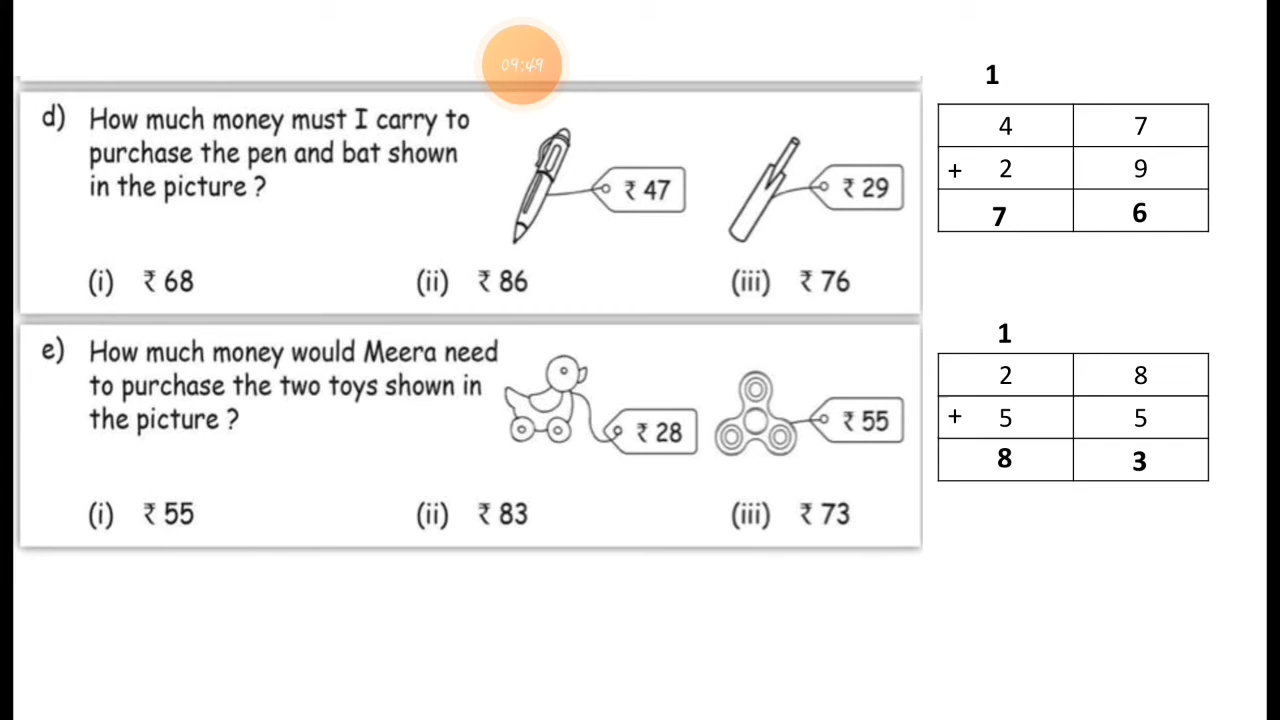 09:49
d) How much money must I carry to
purchase the pen and bat shown
in the picture ?
₹ 47
₹ 29
(i) ₹ 68 (ii) ₹ 86 (iii) ₹ 76
1
4 7
+ 2 9
7 6
e) How much money would Meera need
to purchase the two toys shown in
the picture ?
₹ 28
₹ 55
(i) ₹ 55 (ii) ₹ 83 (iii) ₹ 73
1
2 8
+ 5 5
8 3